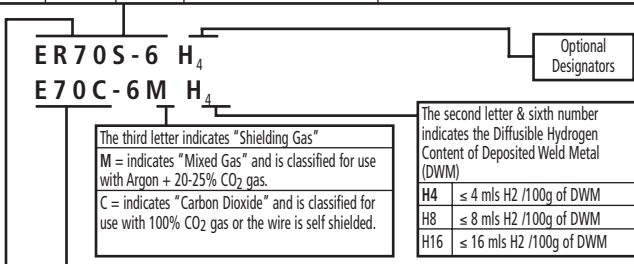 ER70S-6 H4
E70C-6M H4
Optional
Designators
The third letter indicates "Shielding Gas"
M = indicates "Mixed Gas" and is classified for use
with Argon + 20-25% CO2 gas.
C = indicates "Carbon Dioxide" and is classified for
use with 100% CO2 gas or the wire is self shielded.
The second letter & sixth number
indicates the Diffusible Hydrogen
Content of Deposited Weld Metal
(DWM)
H4 ≤ 4 mls H2 /100g of DWM
H8 ≤ 8 mls H2 /100g of DWM
H16 ≤ 16 mls H2 /100g of DWM